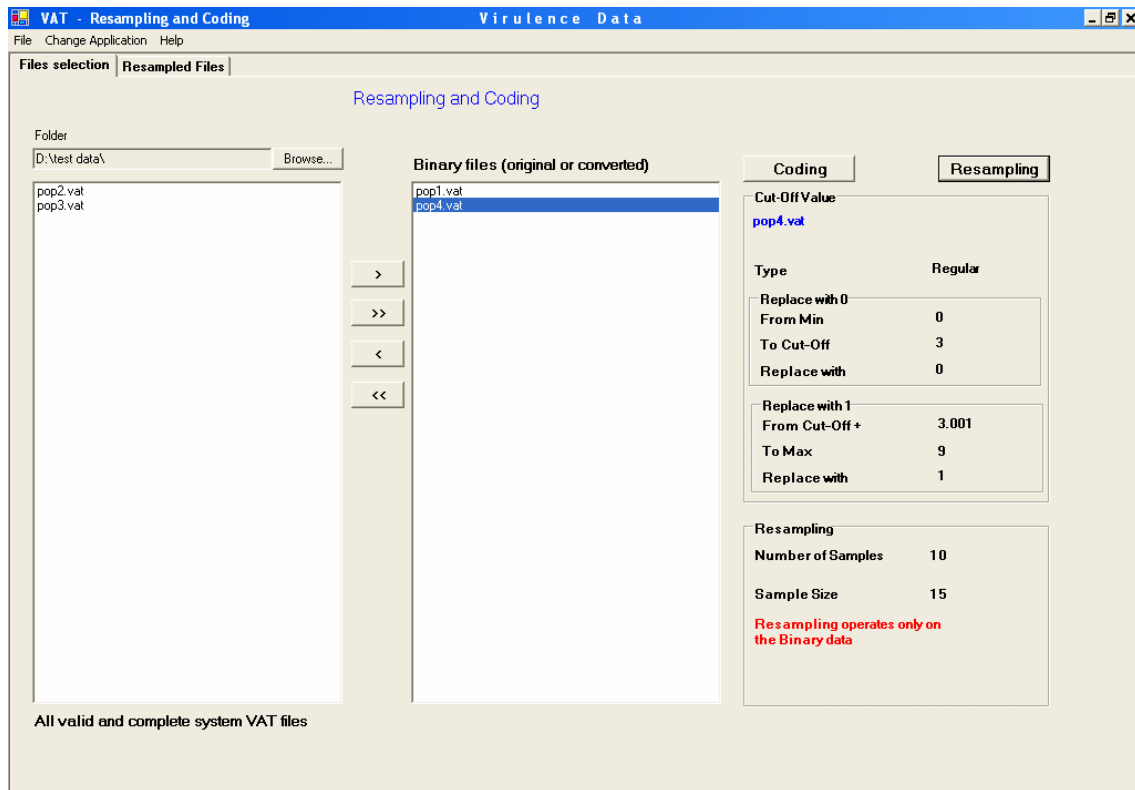 VAT - Resampling and Coding Virulence Data
File Change Application Help
Files selection Resampled Files
Resampling and Coding
Folder
D:\test data\ Browse...
Binary files (original or converted)
Coding Resampling
pop2.vat
pop3.vat
pop1.vat
pop4.vat
>
>>
<
<<
Cut-Off Value
pop4.vat
Type Regular
Replace with 0
From Min 0
To Cut-Off 3
Replace with 0
Replace with 1
From Cut-Off + 3.001
To Max 9
Replace with 1
Resampling
Number of Samples 10
Sample Size 15
Resampling operates only on
the Binary data
All valid and complete system VAT files